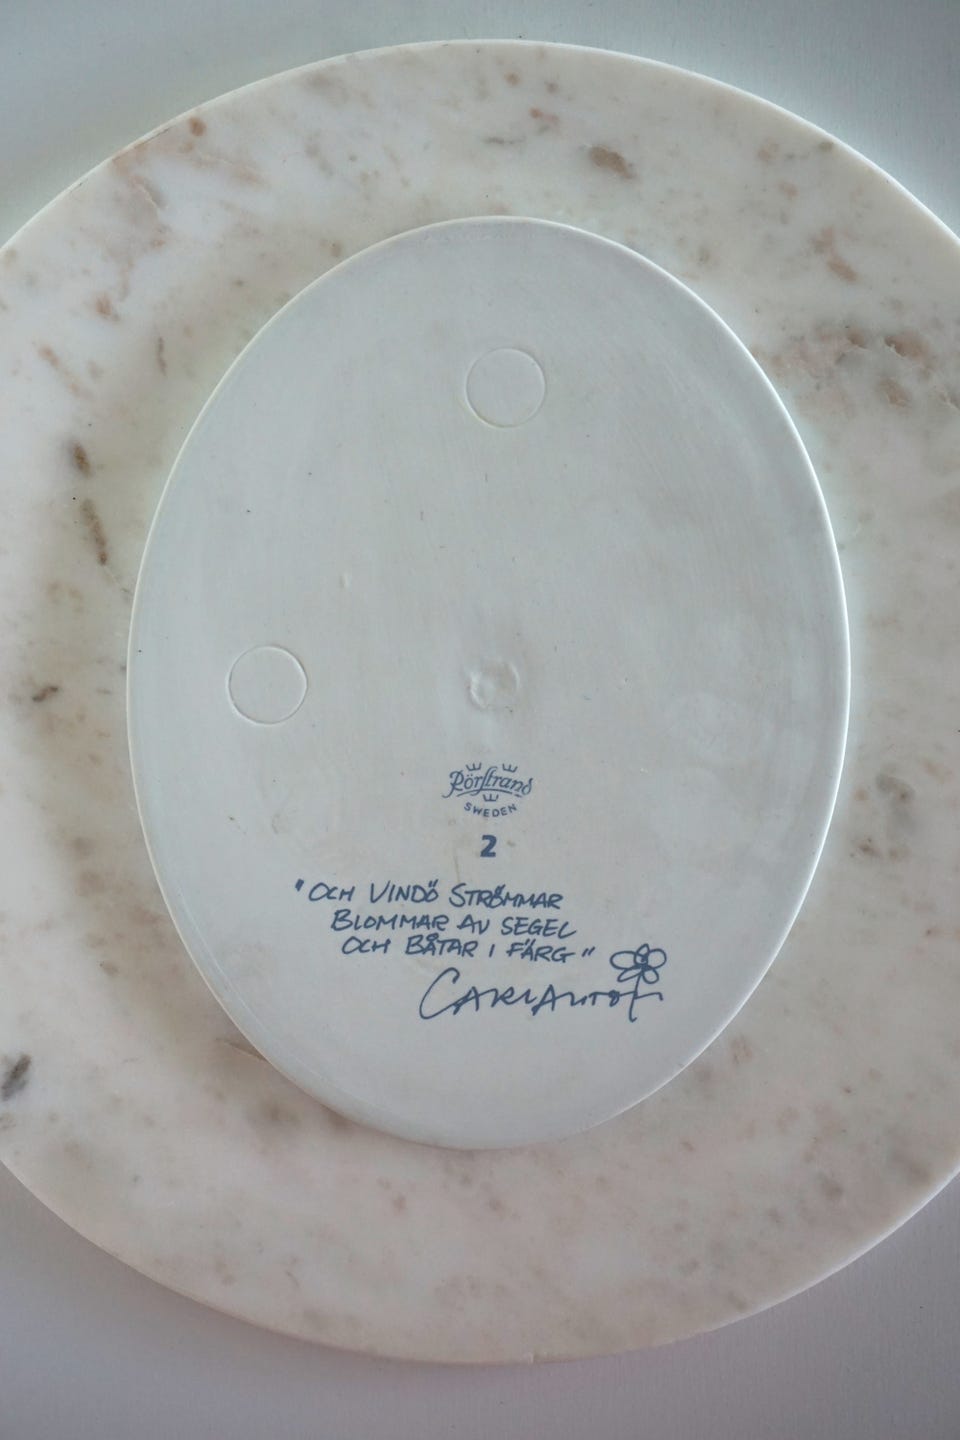 Rörstrand
SWEDEN
2
"OCH VINDÖ STRÖMMAR
BLOMMAR AV SEGEL
OCH BÅTAR I FÄRG"